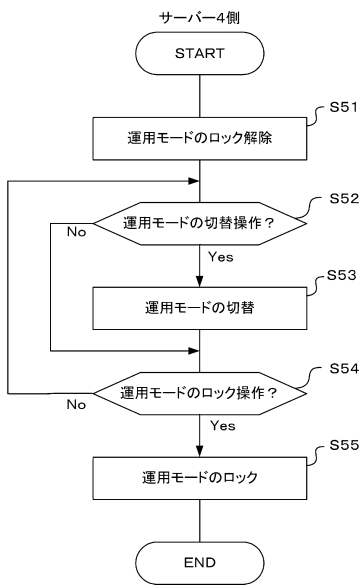 サーバー4側
START
S51
運用モードのロック解除
S52
運用モードの切替操作?
No
Yes
S53
運用モードの切替
S54
運用モードのロック操作?
No
Yes
S55
運用モードのロック
END